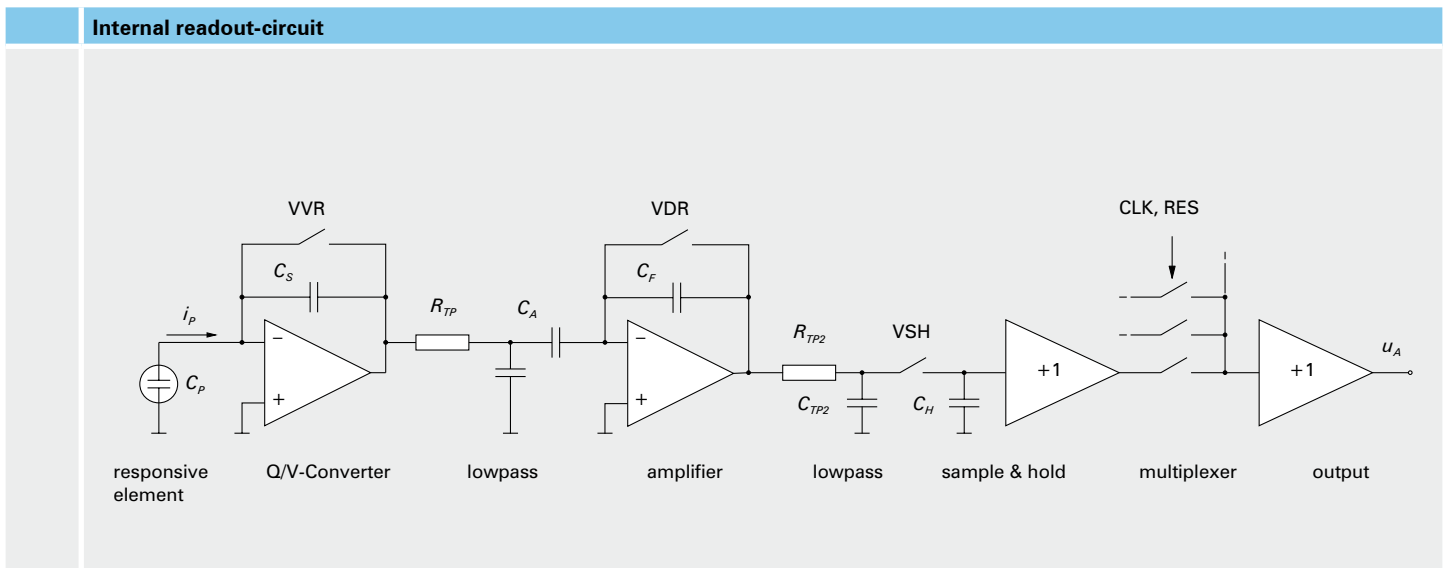 Internal readout-circuit
VVR
VDR
CLK, RES
C_S
C_F
i_P
R_TP
C_A
R_TP2
VSH
u_A
−
−
C_P
+1
+1
+
+
C_TP2
C_H
responsive element
Q/V-Converter
lowpass
amplifier
lowpass
sample & hold
multiplexer
output